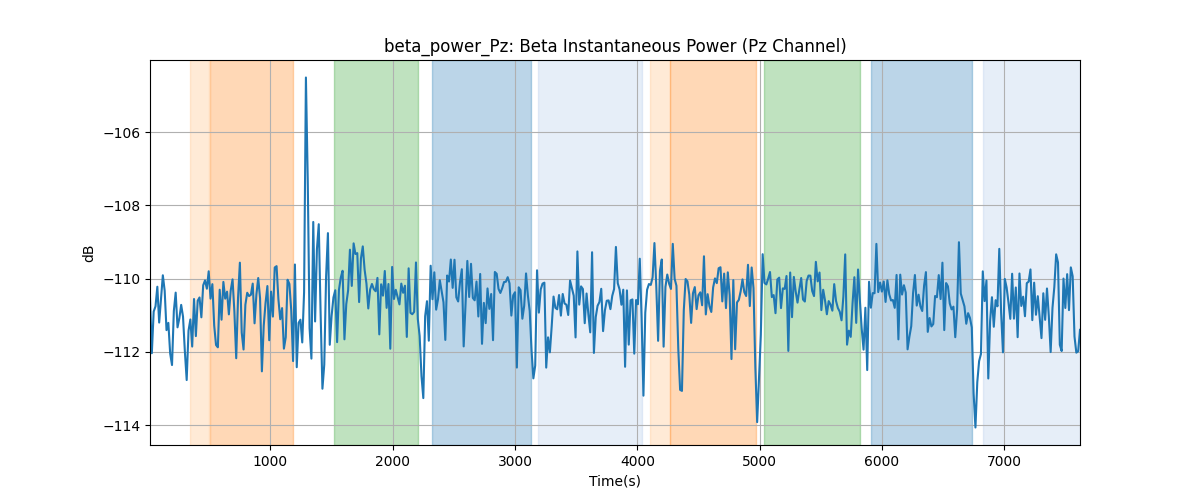 beta_power_Pz: Beta Instantaneous Power (Pz Channel)
−106
−108
−110
−112
−114
dB
1000 2000 3000 4000 5000 6000 7000
Time(s)